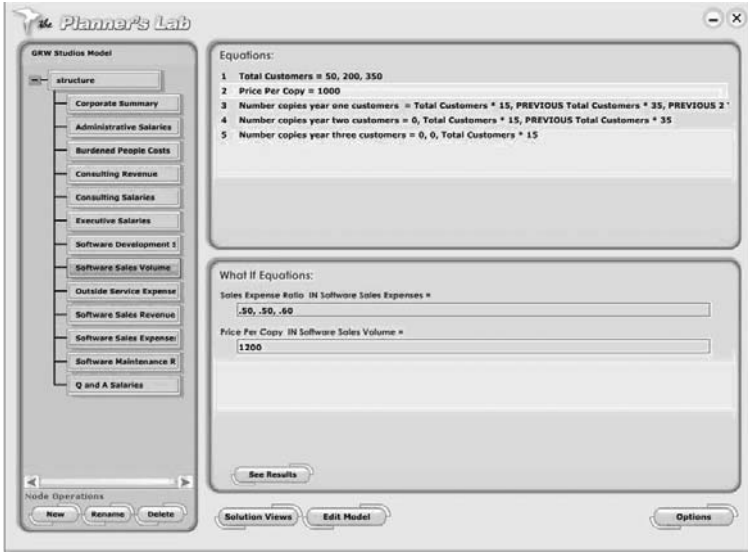 the Planner's Lab
GRW Studios Model
structure
Corporate Summary
Administrative Salaries
Burdened People Costs
Consulting Revenue
Consulting Salaries
Executive Salaries
Software Development S
Software Sales Volume
Outside Service Expense
Software Sales Revenue
Software Sales Expenses
Software Maintenance R
Q and A Salaries
Node Operations
New Rename Delete
Equations:
1 Total Customers = 50, 200, 350
2 Price Per Copy = 1000
3 Number copies year one customers = Total Customers * 15, PREVIOUS Total Customers * 35, PREVIOUS 2
4 Number copies year two customers = 0, Total Customers * 15, PREVIOUS Total Customers * 35
5 Number copies year three customers = 0, 0, Total Customers * 15
What If Equations:
Sales Expense Ratio IN Software Sales Expenses =
.50, .50, .60
Price Per Copy IN Software Sales Volume =
1200
See Results
Solution Views Edit Model Options